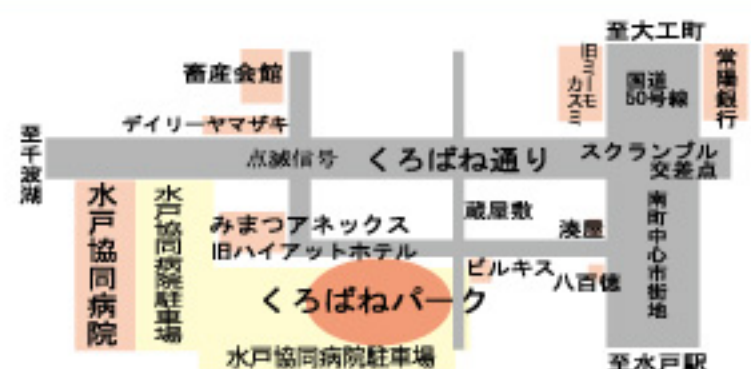 至大工町
旧ミーモ
カスミ
常陽銀行
国道
50号線
畜産会館
デイリーヤマザキ
至千波湖
点滅信号
くろばね通り
スクランブル
交差点
水戸協同病院
水戸協同病院駐車場
みまつアネックス
旧ハイアットホテル
蔵屋敷
湊屋
南町中心市街地
ビルキス
八百徳
くろばねパーク
水戸協同病院駐車場
至水戸駅